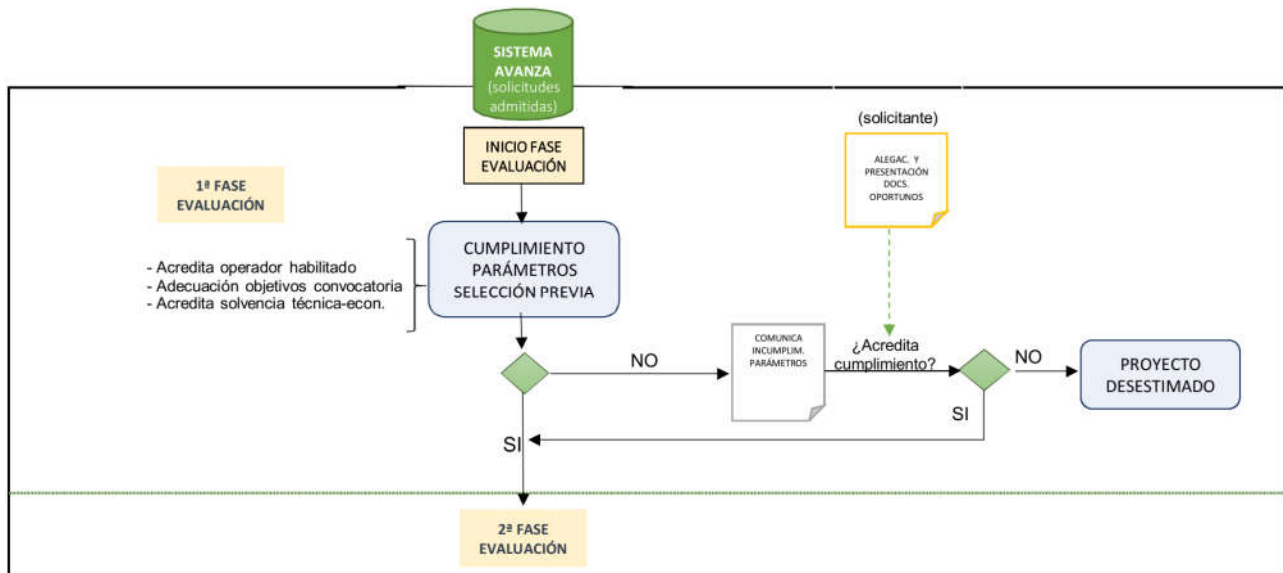 SISTEMA
AVANZA
(solicitudes
admitidas)
INICIO FASE
EVALUACIÓN
(solicitante)
ALEGAC. Y
PRESENTACIÓN
DOCS.
OPORTUNOS
1ª FASE
EVALUACIÓN
- Acredita operador habilitado
- Adecuación objetivos convocatoria
- Acredita solvencia técnica-econ.
CUMPLIMIENTO
PARÁMETROS
SELECCIÓN PREVIA
NO
COMUNICA
INCUMPLIM.
PARÁMETROS
¿Acredita
cumplimiento?
NO
PROYECTO
DESESTIMADO
SI
SI
2ª FASE
EVALUACIÓN